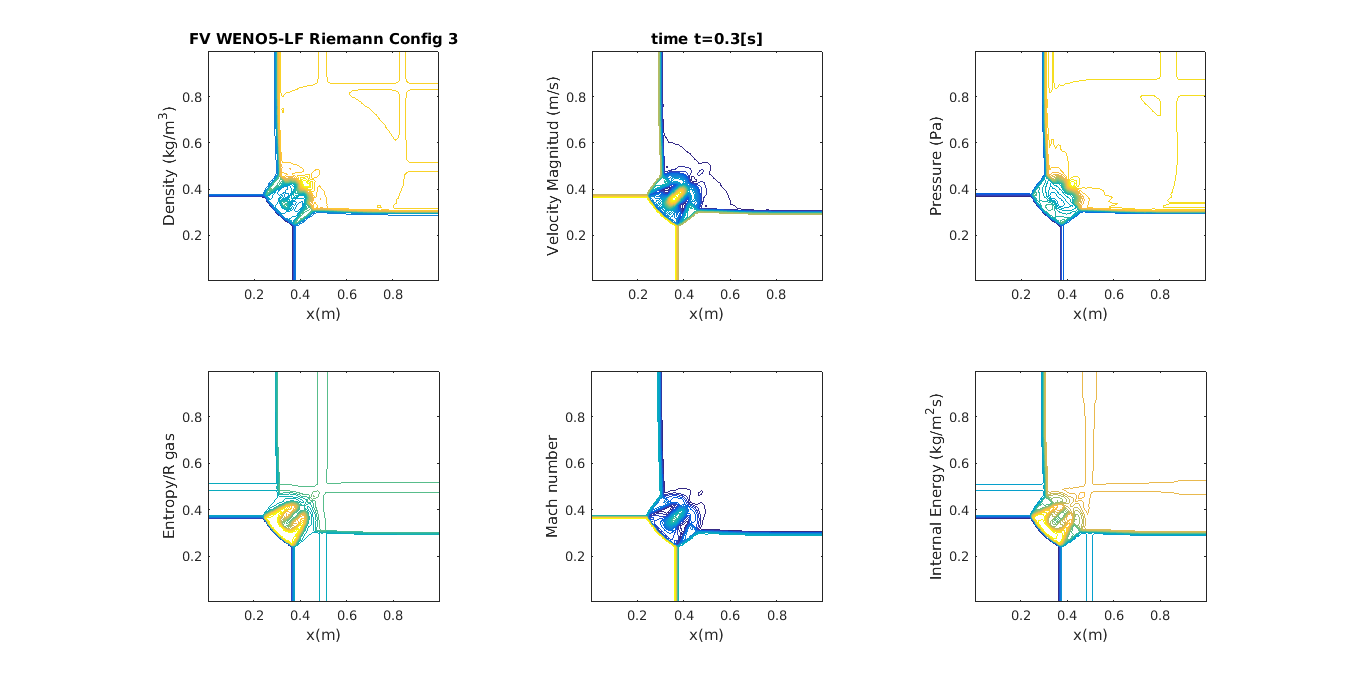 FV WENO5-LF Riemann Config 3
time t=0.3[s]
Density (kg/m³)
0.8
0.6
0.4
0.2
0.2 0.4 0.6 0.8
x(m)
Velocity Magnitud (m/s)
0.8
0.6
0.4
0.2
0.2 0.4 0.6 0.8
x(m)
Pressure (Pa)
0.8
0.6
0.4
0.2
0.2 0.4 0.6 0.8
x(m)
Entropy/R gas
0.8
0.6
0.4
0.2
0.2 0.4 0.6 0.8
x(m)
Mach number
0.8
0.6
0.4
0.2
0.2 0.4 0.6 0.8
x(m)
Internal Energy (kg/m²s)
0.8
0.6
0.4
0.2
0.2 0.4 0.6 0.8
x(m)